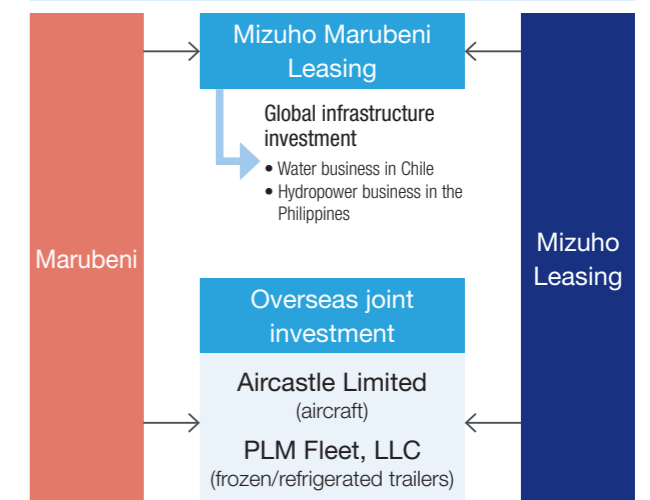 Mizuho Marubeni
Leasing
Global infrastructure
investment
• Water business in Chile
• Hydropower business in the
Philippines
Marubeni
Mizuho
Leasing
Overseas joint
investment
Aircastle Limited
(aircraft)
PLM Fleet, LLC
(frozen/refrigerated trailers)